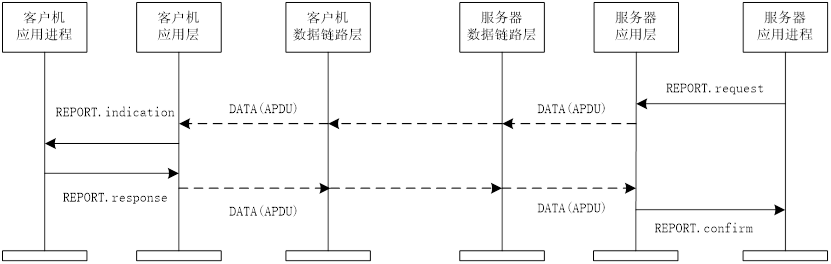 客户机
应用进程
客户机
应用层
客户机
数据链路层
服务器
数据链路层
服务器
应用层
服务器
应用进程
REPORT.request
DATA(APDU)
DATA(APDU)
REPORT.indication
REPORT.response
DATA(APDU)
DATA(APDU)
REPORT.confirm